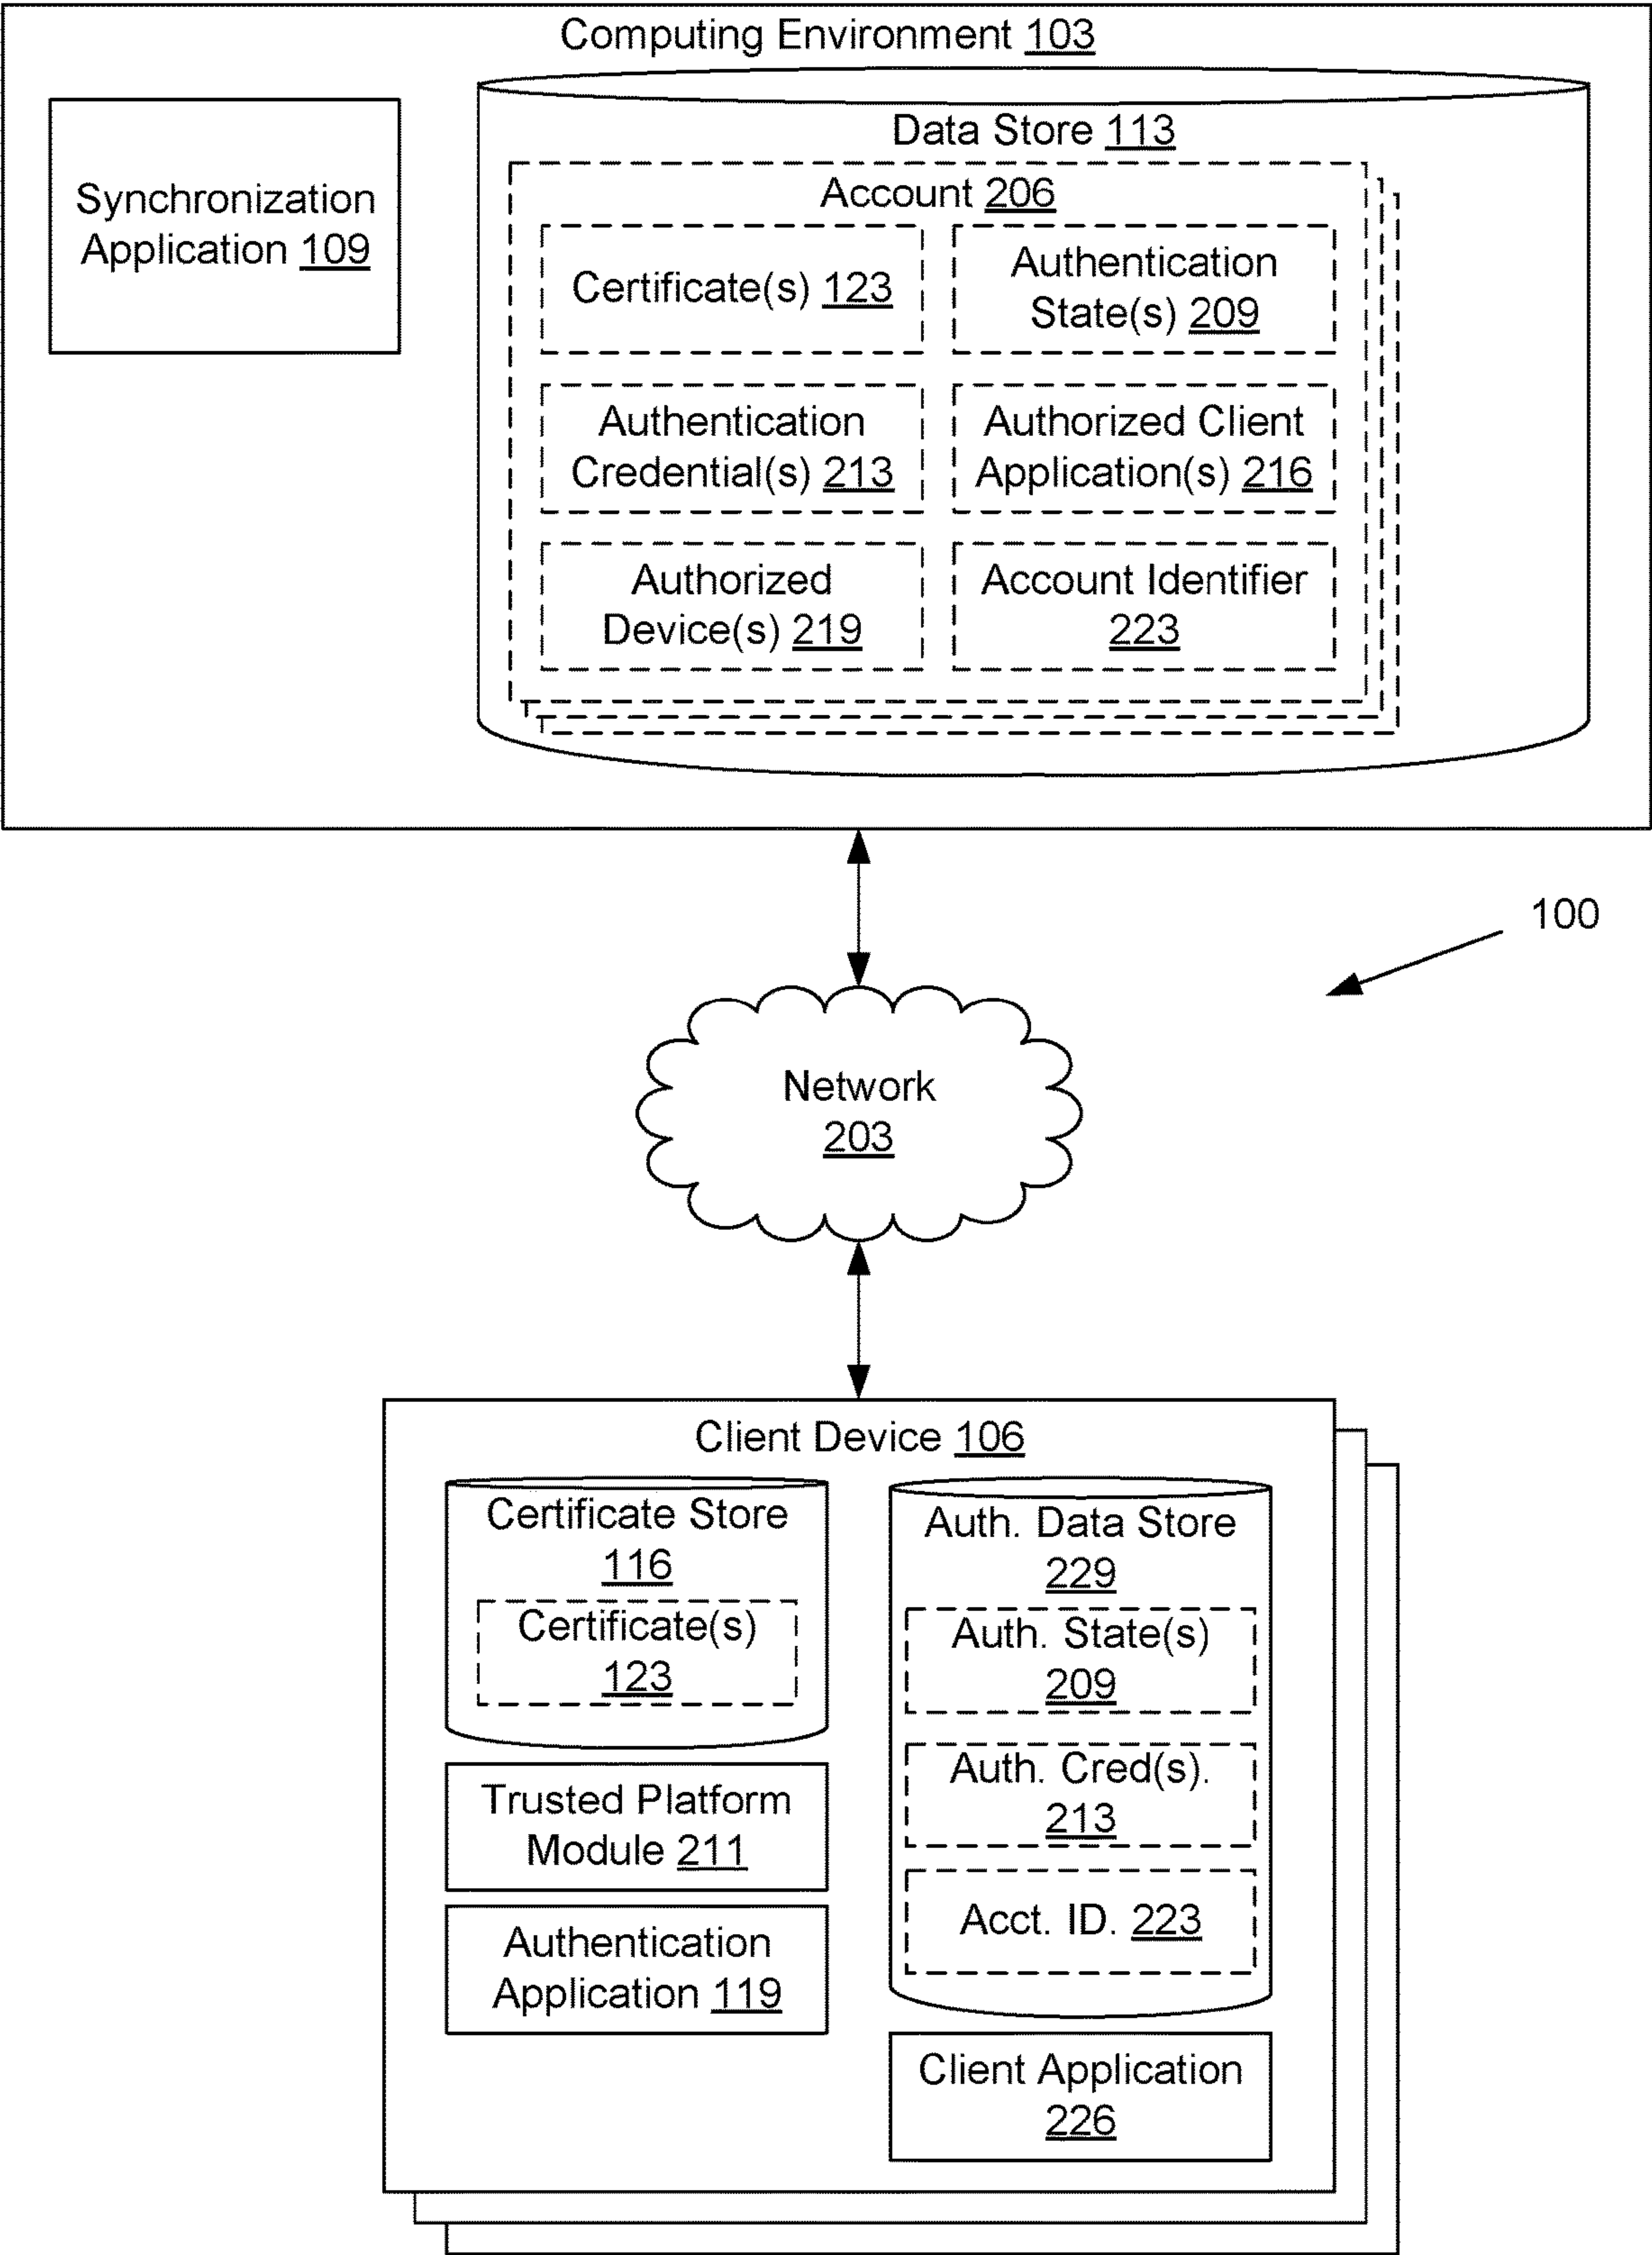 Computing Environment 103
Synchronization
Application 109
Data Store 113
Account 206
Certificate(s) 123
Authentication
State(s) 209
Authentication
Credential(s) 213
Authorized Client
Application(s) 216
Authorized
Device(s) 219
Account Identifier
223
100
Network
203
Client Device 106
Certificate Store
116
Certificate(s)
123
Trusted Platform
Module 211
Authentication
Application 119
Auth. Data Store
229
Auth. State(s)
209
Auth. Cred(s).
213
Acct. ID. 223
Client Application
226